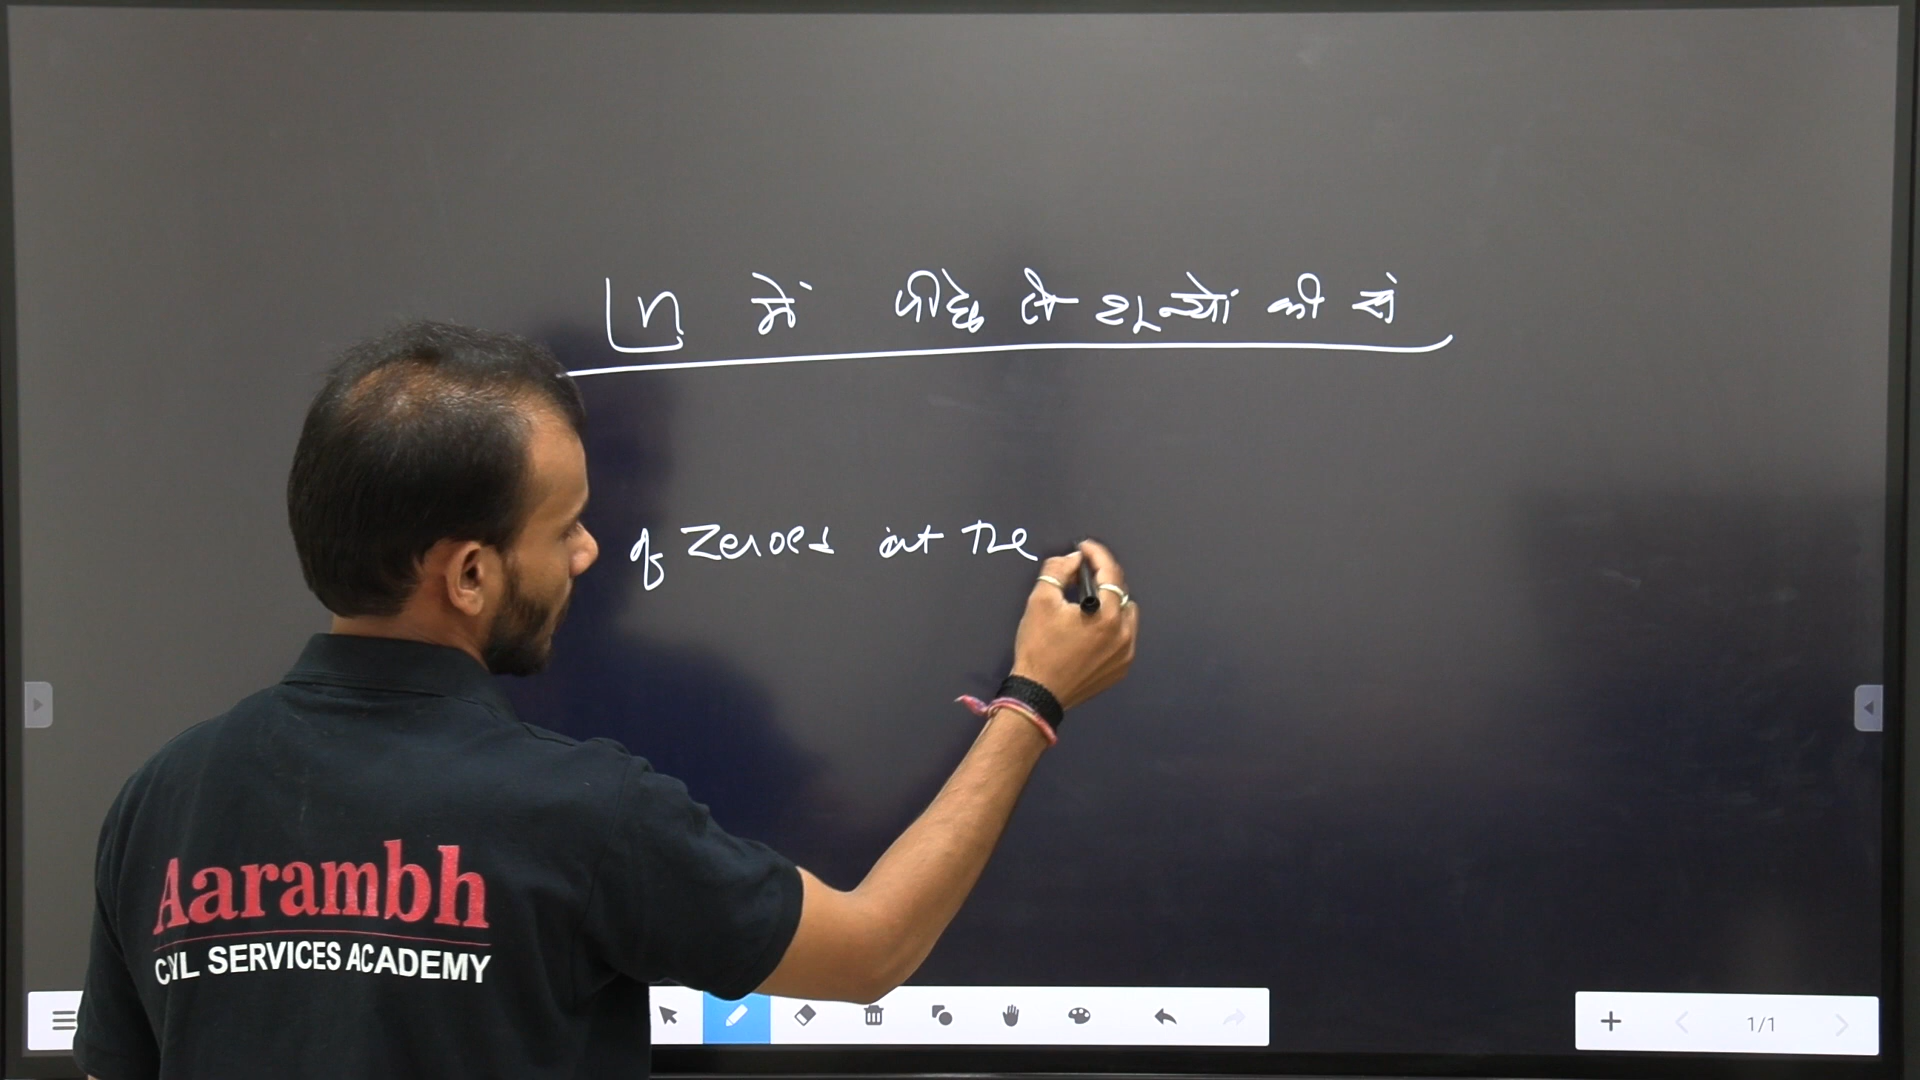 ⌊n में पीछे से शून्यों की सं
of zeroes at the
Aarambh
CIVIL SERVICES ACADEMY
1/1